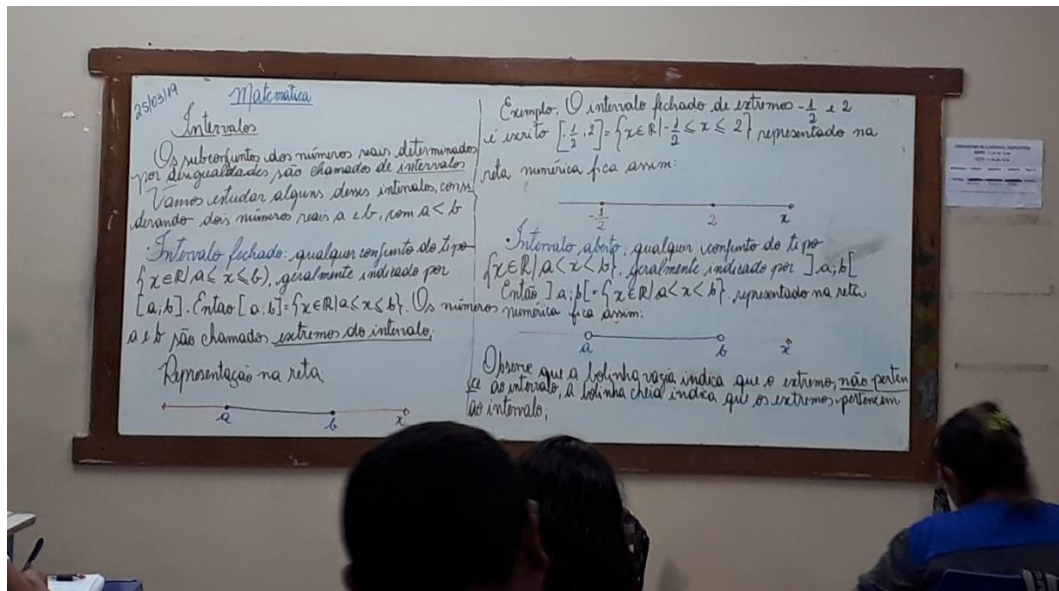 25/03/19
Matemática
Intervalos
Os subconjuntos dos números reais determinados
por desigualdades são chamados de intervalos
Vamos estudar alguns desses intervalos, consi
derando dois números reais a e b, com a < b
Intervalo fechado: qualquer conjunto do tipo
{x ∈ R/ a ⩽ x ⩽ b), geralmente indicado por
[a;b]. Então [a;b] = {x ∈ R/ a ⩽ x ⩽ b}. Os números
a e b são chamados extremos do intervalo;
Representação na reta:
a b x
Exemplo. O intervalo fechado de extremos -1/2 e 2
é escrito [-1/2;2] = {x ∈ R/ -1/2 ⩽ x ⩽ 2} representado na
reta numérica fica assim:
-1/2 2 x
Intervalo aberto: qualquer conjunto do tipo
{x ∈ R/ a < x < b}, geralmente indicado por ]a;b[
Então ]a;b[ = {x ∈ R/ a < x < b}, representado na reta
numérica fica assim:
a b x
Observe que a bolinha vazia indica que o extremo, não perten
ce ao intervalo, a bolinha cheia indica que os extremos pertencem
ao intervalo,